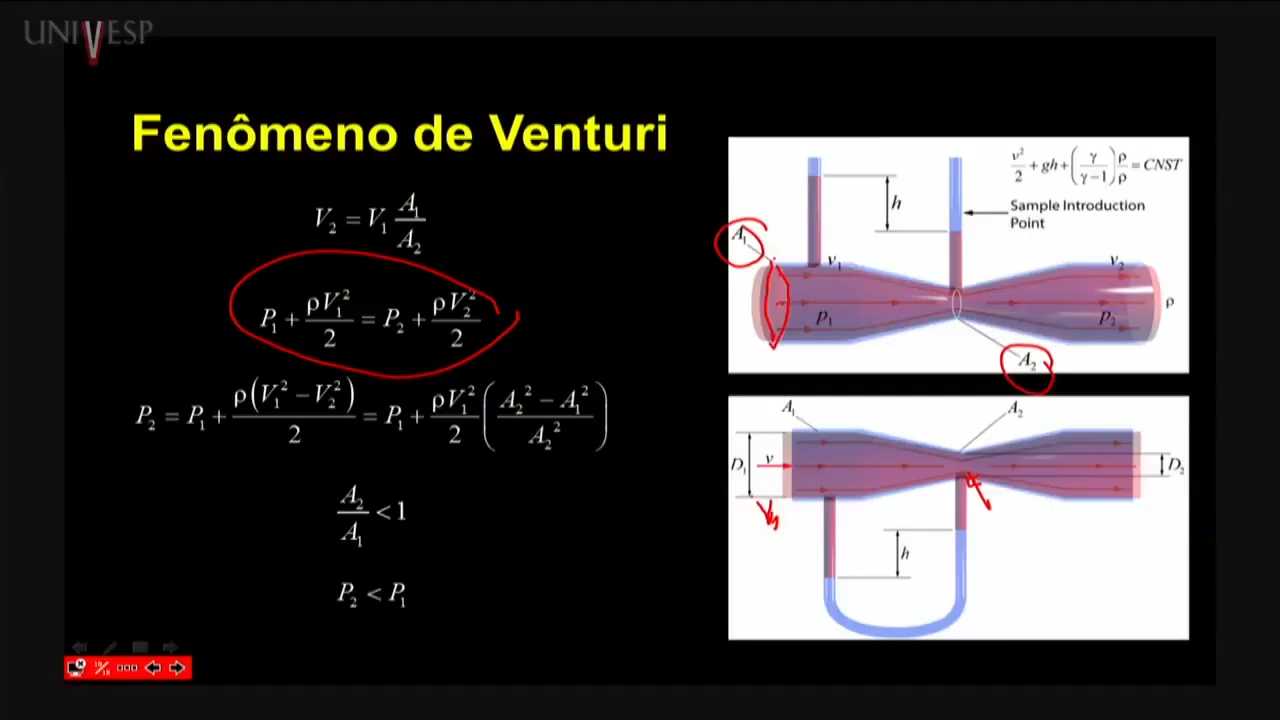 UNIVESP
Fenômeno de Venturi
V₂ = V₁ A₁/A₂
P₁ + ρV₁²/2 = P₂ + ρV₂²/2
P₂ = P₁ + ρ(V₁² − V₂²)/2 = P₁ + ρV₁²/2 ((A₂² − A₁²)/A₂²)
A₂/A₁ < 1
P₂ < P₁
v²/2 + gh + (γ/(γ−1)) ρ/ρ = CNST
h
Sample Introduction
Point
A₁
v₁
v₂
p₁
p₂
ρ
A₂
A₁
A₂
D₁
v
D₂
h